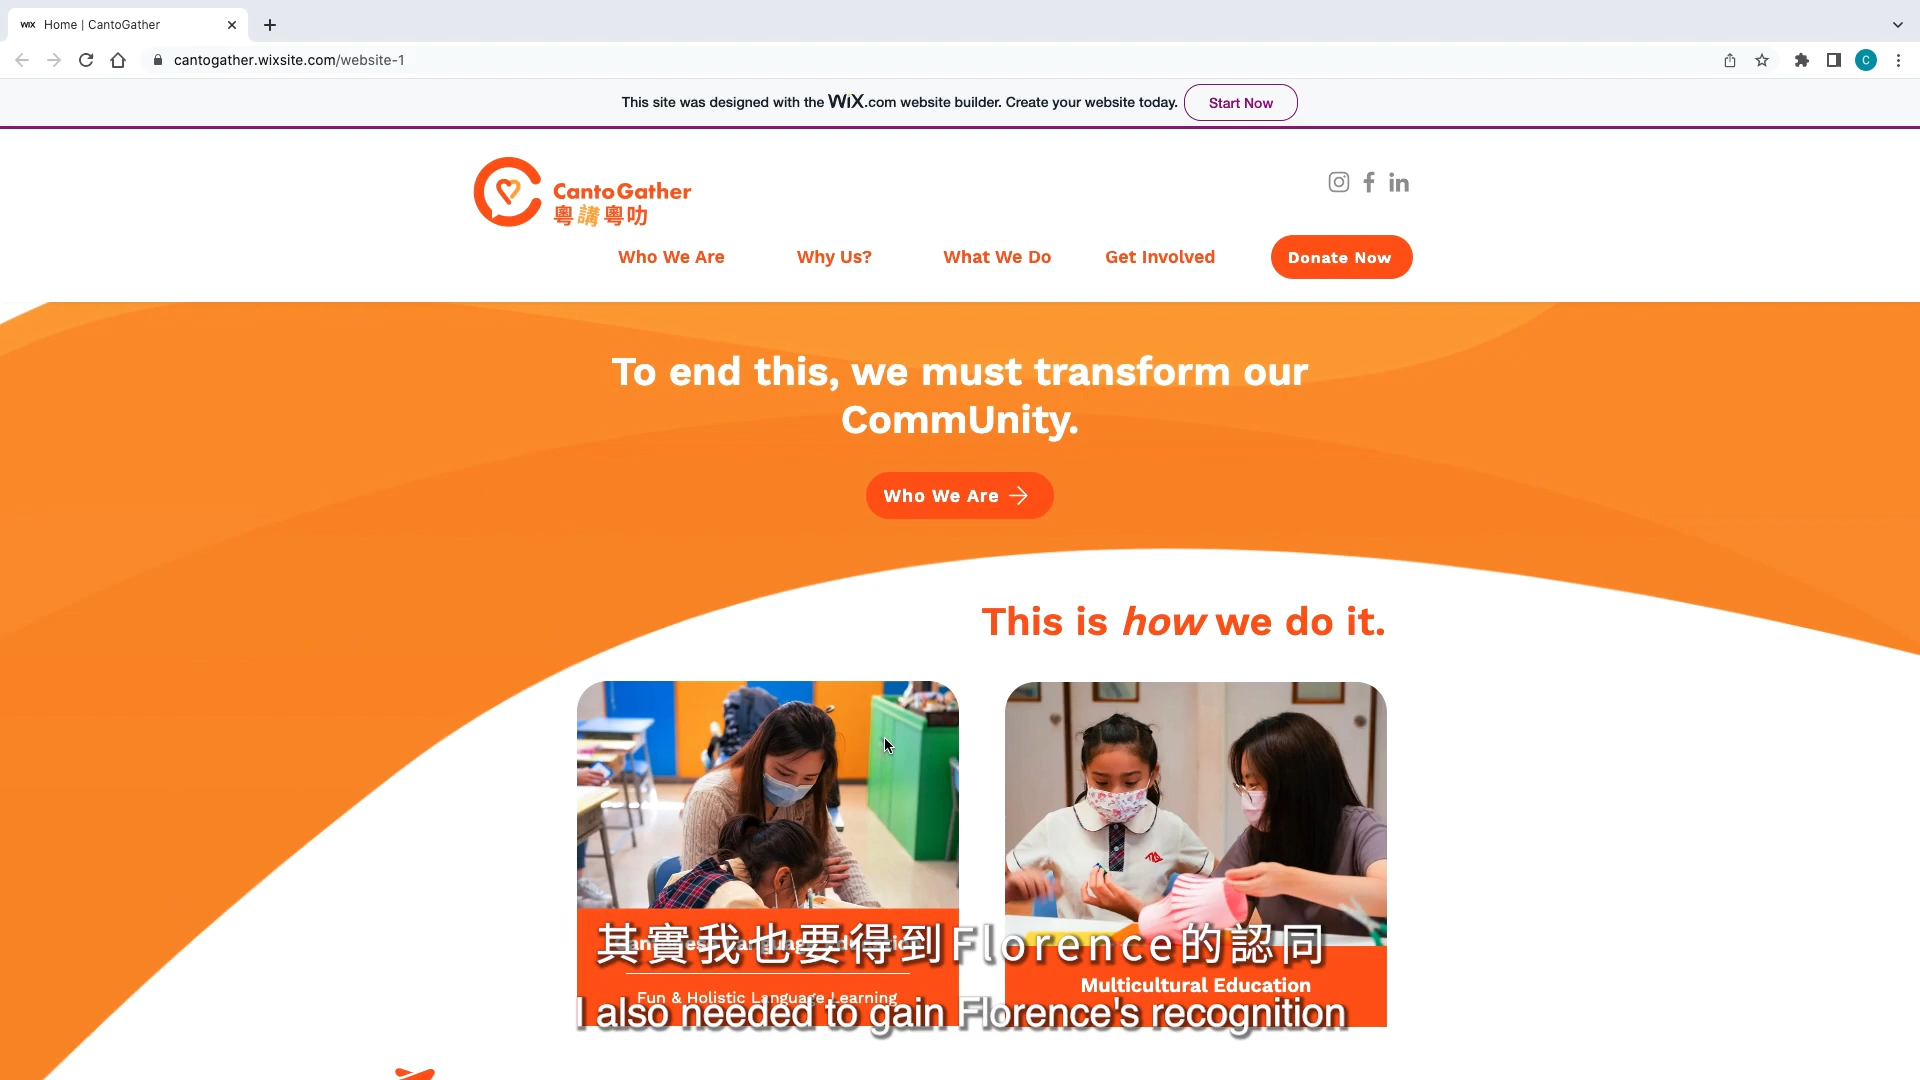 WiX Home | CantoGather
cantogather.wixsite.com/website-1
C
This site was designed with the WiX.com website builder. Create your website today. Start Now
CantoGather
粵講粵叻
Who We Are Why Us? What We Do Get Involved Donate Now
To end this, we must transform our
CommUnity.
Who We Are
This is how we do it.
Cantonese Language Education
其實我也要得到Florence的認同
Multicultural Education
Fun & Holistic Language Learning
I also needed to gain Florence's recognition